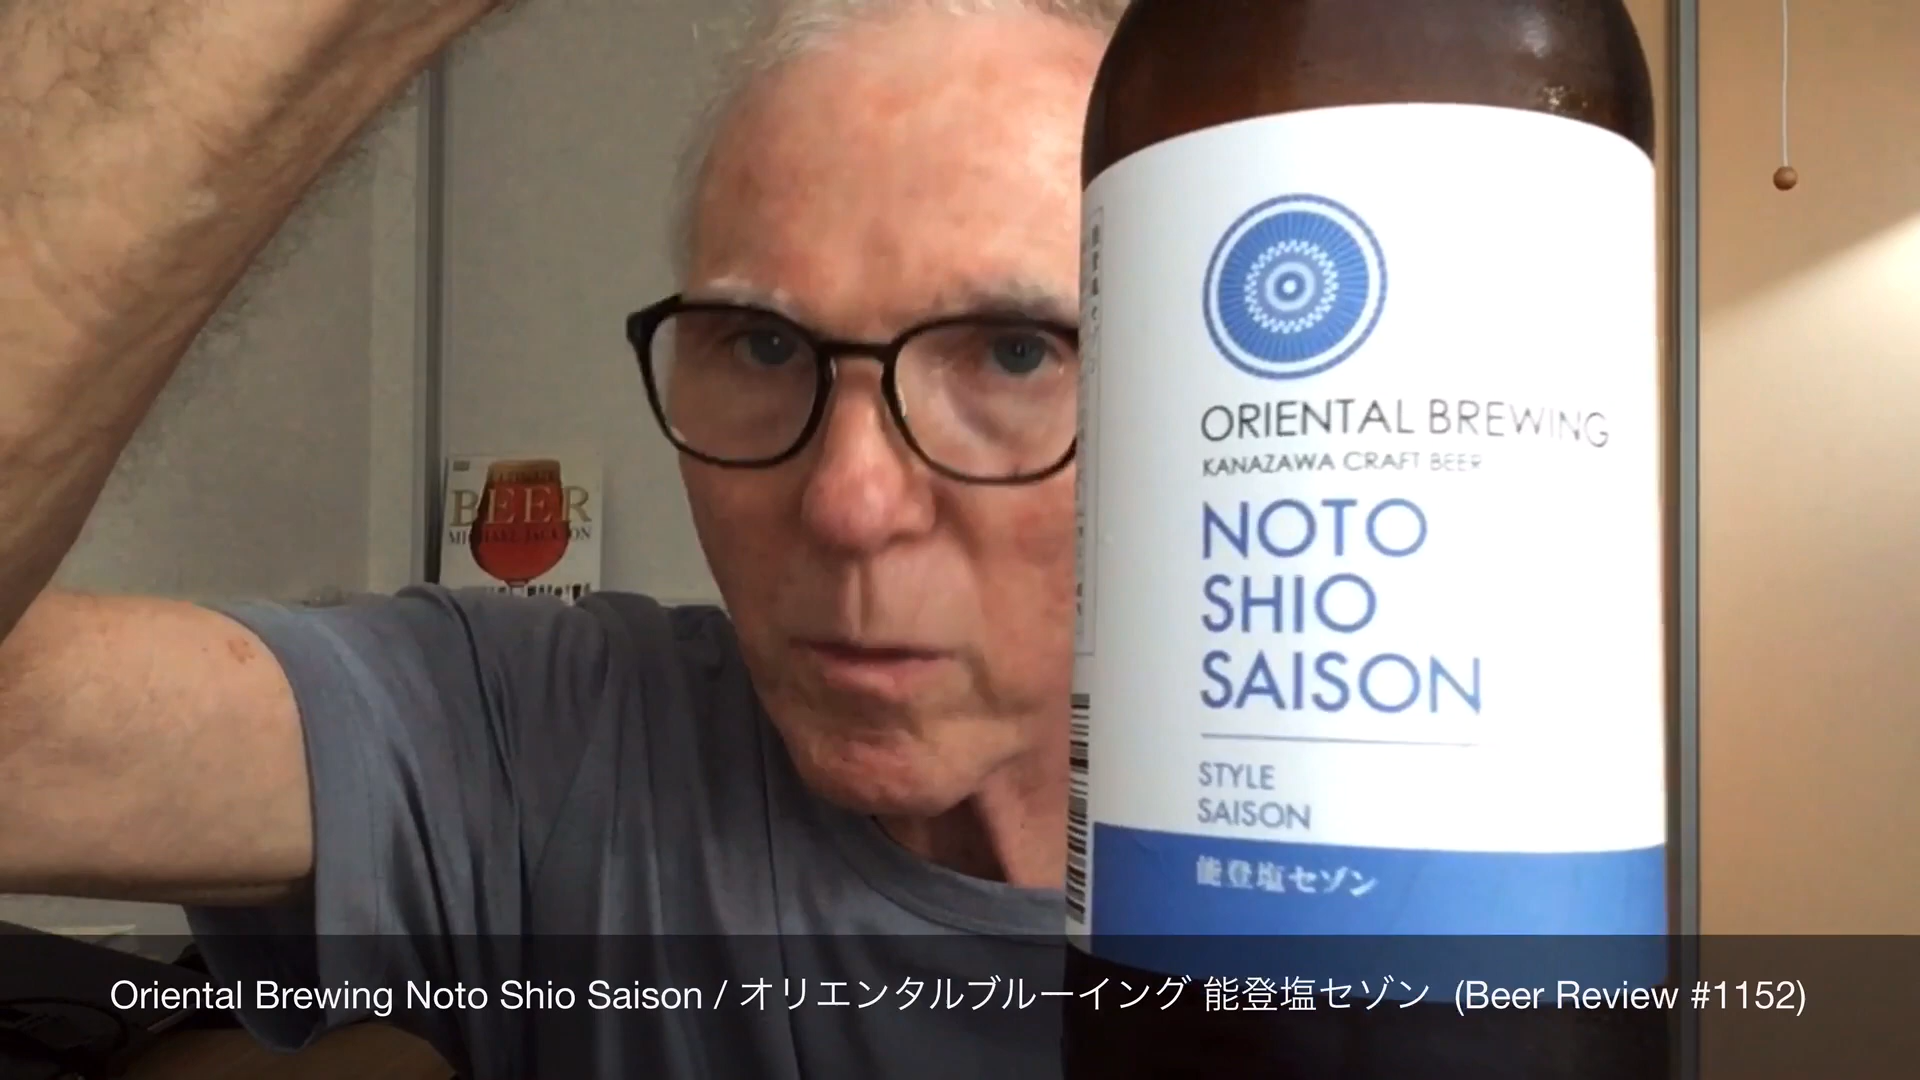 BEER
MICHAEL JACKSON
ORIENTAL BREWING
KANAZAWA CRAFT BEER
NOTO
SHIO
SAISON
STYLE
SAISON
能登塩セゾン
Oriental Brewing Noto Shio Saison / オリエンタルブルーイング 能登塩セゾン (Beer Review #1152)